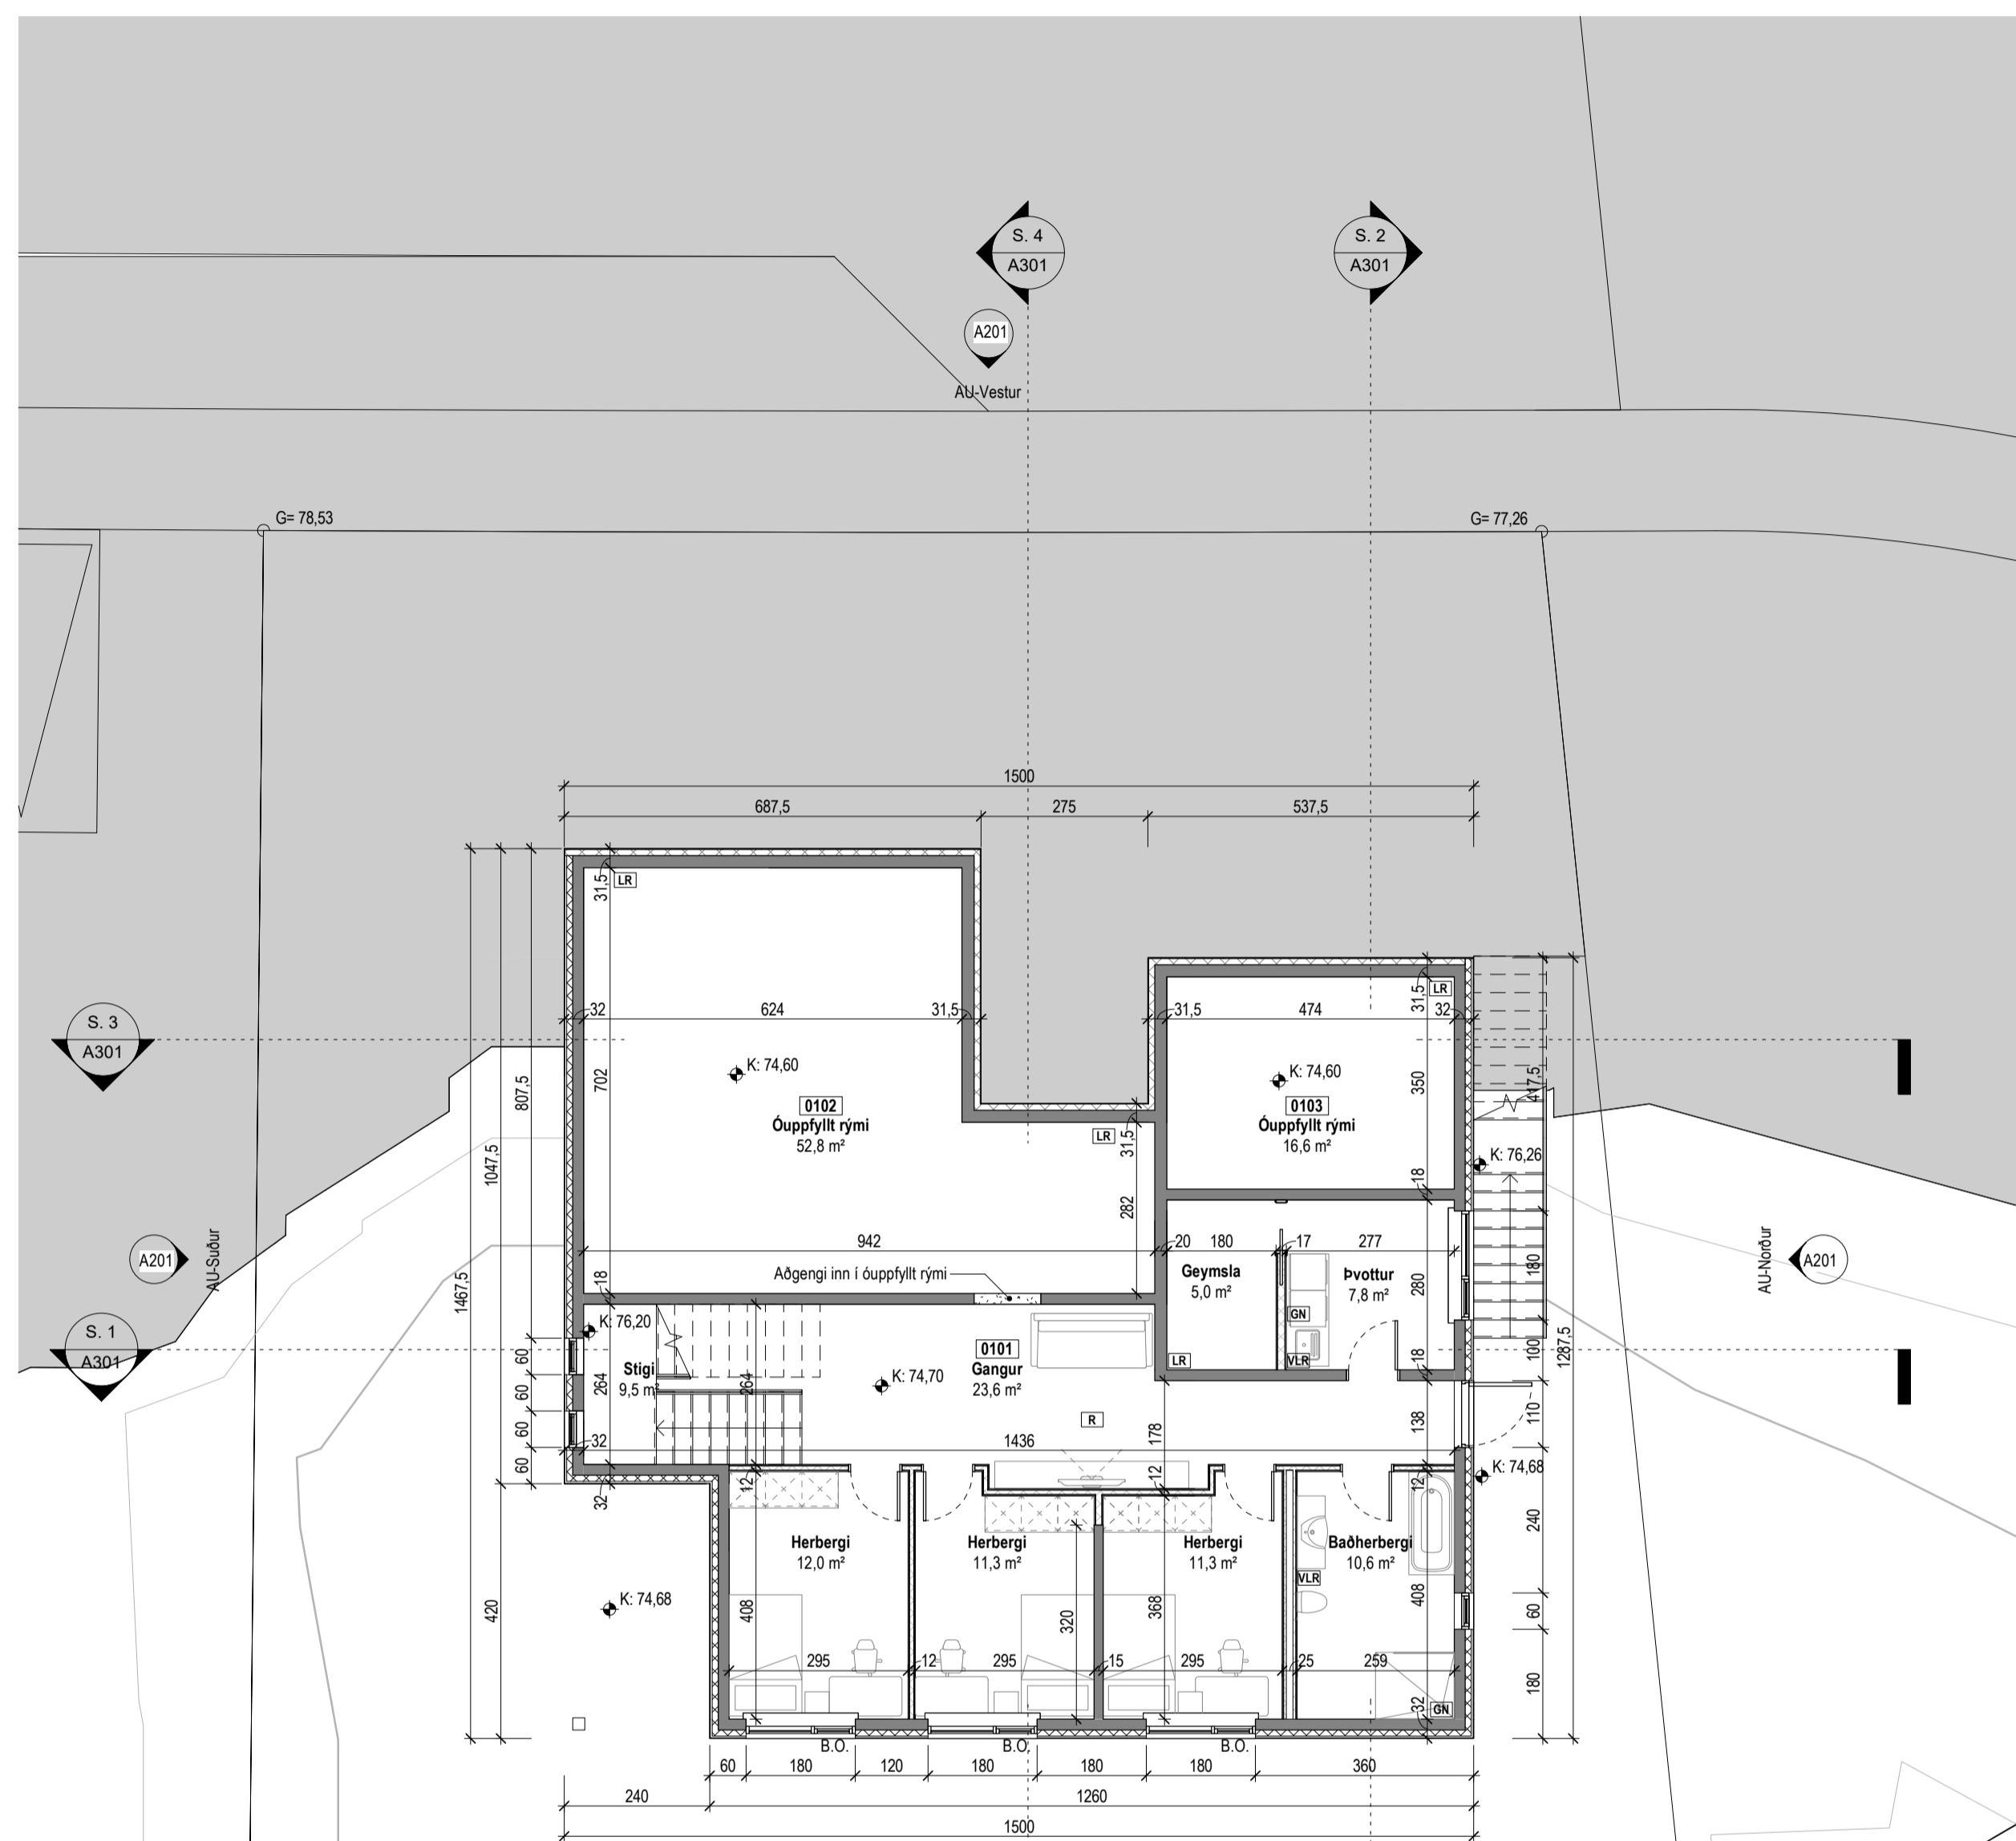 S. 4
A301
S. 2
A301
A201
AU-Vestur
G= 78,53
G= 77,26
1500
687,5
275
537,5
31,5
LR
31,5
LR
32
624
31,5
31,5
474
32
S. 3
A301
K: 74,60
K: 74,60
702
350
417,5
807,5
0102
Óuppfyllt rými
52,8 m²
0103
Óuppfyllt rými
16,6 m²
LR
31,5
K: 76,26
18
1047,5
282
942
20
180
17
277
A201
AU-Suður
Aðgengi inn í óuppfyllt rými
Geymsla
5,0 m²
Þvottur
7,8 m²
280
180
AU-Norður
A201
18
1467,5
GN
K: 76,20
S. 1
A301
60
Stigi
9,5 m²
264
264
0101
Gangur
23,6 m²
K: 74,70
LR
VLR
18
100
1287,5
60
R
178
138
110
60
32
1436
60
32
12
12
12
K: 74,68
240
Herbergi
12,0 m²
Herbergi
11,3 m²
Herbergi
11,3 m²
Baðherbergi
10,6 m²
VLR
K: 74,68
420
408
320
368
408
60
295
12
295
15
295
25
259
180
32
GN
B.O.
B.O.
B.O.
60
180
120
180
180
180
360
240
1260
1500